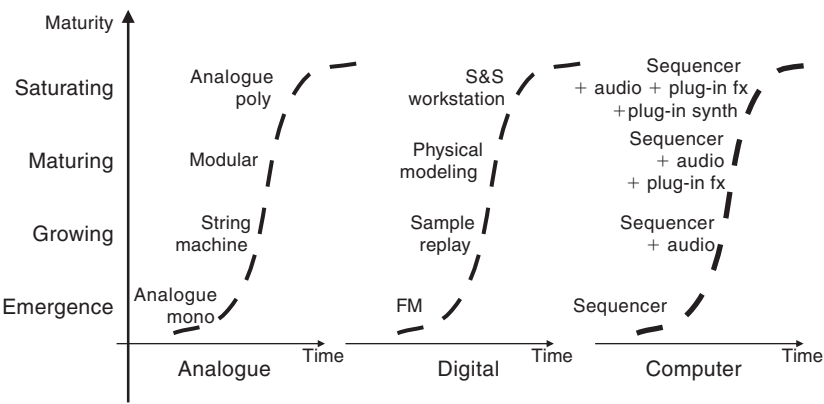 Maturity
Saturating
Maturing
Growing
Emergence
Analogue
poly
Modular
String
machine
Analogue
mono
Time
Analogue
S&S
workstation
Physical
modeling
Sample
replay
FM
Time
Digital
Sequencer
+ audio + plug-in fx
+plug-in synth
Sequencer
+ audio
+ plug-in fx
Sequencer
+ audio
Sequencer
Time
Computer